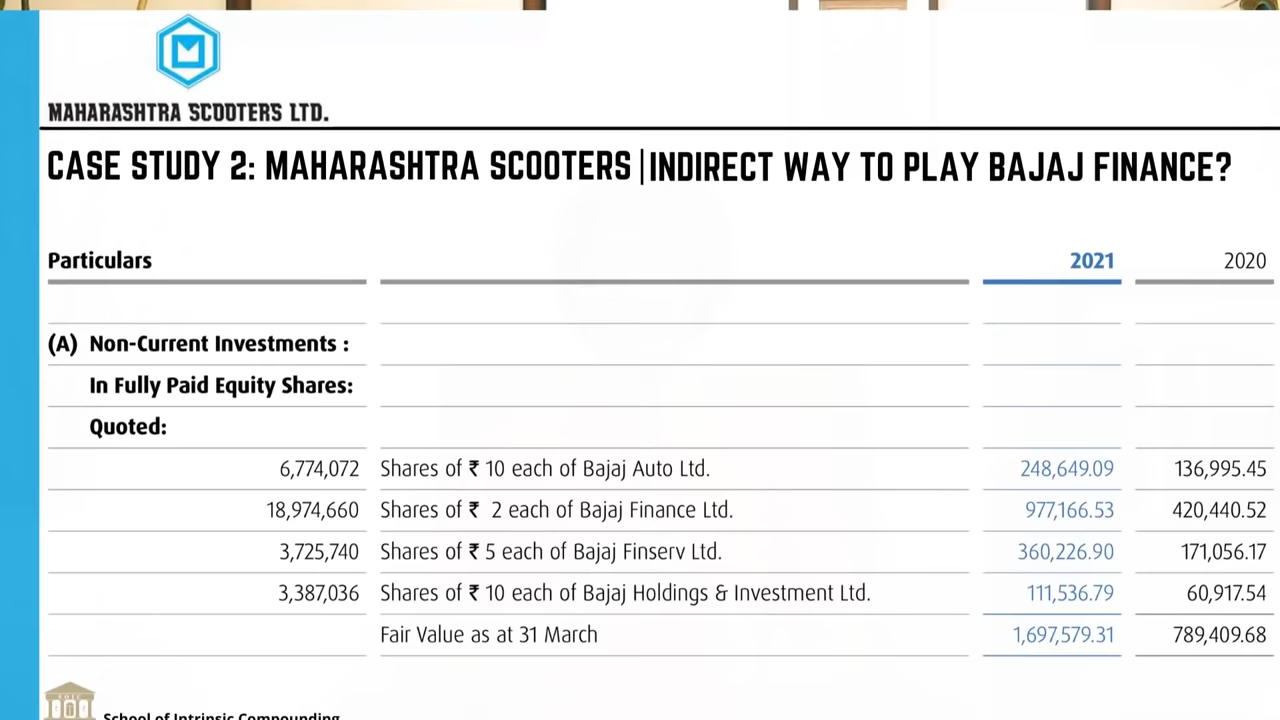 MAHARASHTRA SCOOTERS LTD.
CASE STUDY 2: MAHARASHTRA SCOOTERS | INDIRECT WAY TO PLAY BAJAJ FINANCE?
Particulars 2021 2020
(A) Non-Current Investments :
In Fully Paid Equity Shares:
Quoted:
6,774,072 Shares of ₹ 10 each of Bajaj Auto Ltd. 248,649.09 136,995.45
18,974,660 Shares of ₹ 2 each of Bajaj Finance Ltd. 977,166.53 420,440.52
3,725,740 Shares of ₹ 5 each of Bajaj Finserv Ltd. 360,226.90 171,056.17
3,387,036 Shares of ₹ 10 each of Bajaj Holdings & Investment Ltd. 111,536.79 60,917.54
Fair Value as at 31 March 1,697,579.31 789,409.68
School of Intrinsic Compounding